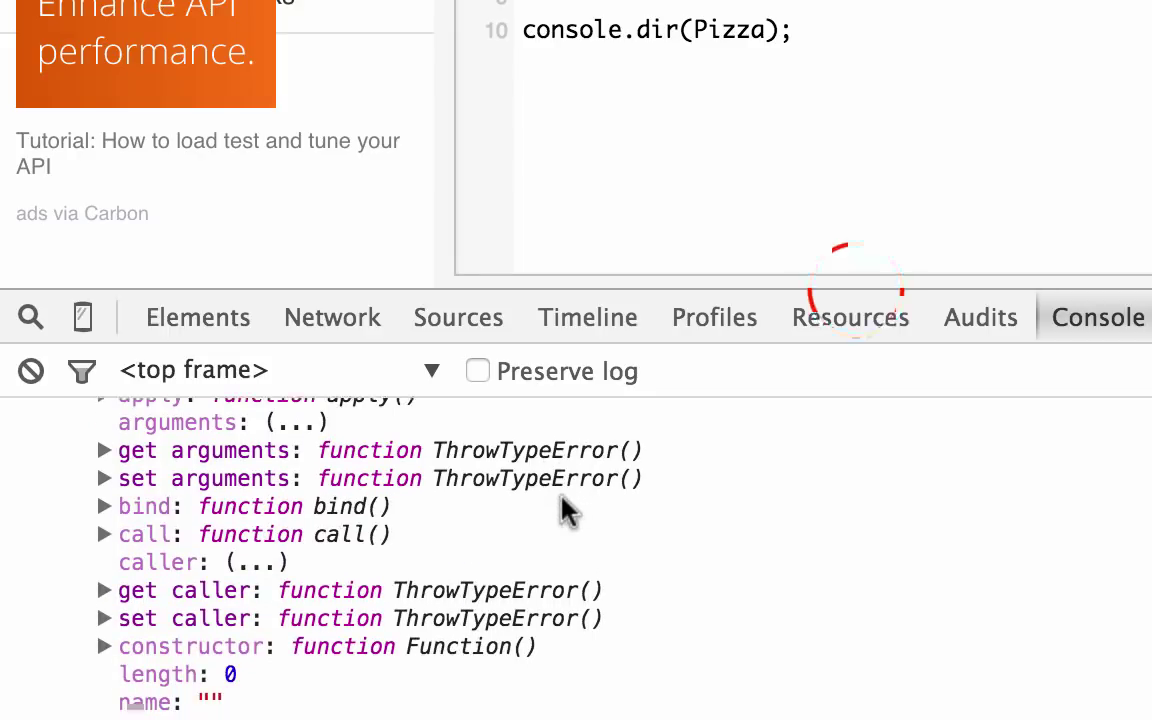 Enhance API
performance.
Tutorial: How to load test and tune your
API
ads via Carbon
10 console.dir(Pizza);
Elements Network Sources Timeline Profiles Resources Audits Console
<top frame> ▼ Preserve log
apply: function apply()
arguments: (...)
get arguments: function ThrowTypeError()
set arguments: function ThrowTypeError()
bind: function bind()
call: function call()
caller: (...)
get caller: function ThrowTypeError()
set caller: function ThrowTypeError()
constructor: function Function()
length: 0
name: ""